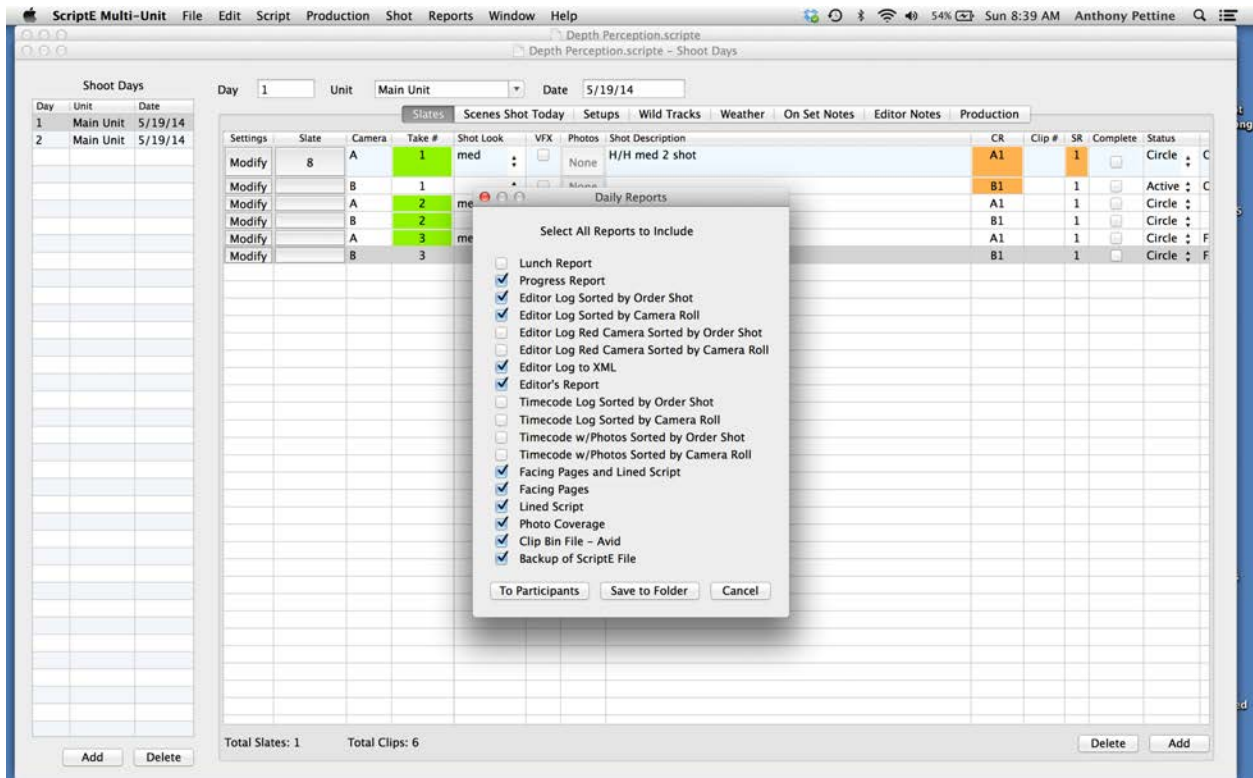 ScriptE Multi-Unit File Edit Script Production Shot Reports Window Help 54% Sun 8:39 AM Anthony Pettine
Depth Perception.scripte
Depth Perception.scripte – Shoot Days
Shoot Days
Day 1 Unit Main Unit Date 5/19/14
Day Unit Date
1 Main Unit 5/19/14
2 Main Unit 5/19/14
Slates Scenes Shot Today Setups Wild Tracks Weather On Set Notes Editor Notes Production
Settings Slate Camera Take # Shot Look VFX Photos Shot Description CR Clip # SR Complete Status
Modify 8 A 1 med None H/H med 2 shot A1 1 Circle C
Modify B 1 None B1 1 Active C
Modify A 2 me A1 1 Circle
Modify B 2 B1 1 Circle
Modify A 3 me A1 1 Circle F
Modify B 3 B1 1 Circle F
Daily Reports
Select All Reports to Include
Lunch Report
Progress Report
Editor Log Sorted by Order Shot
Editor Log Sorted by Camera Roll
Editor Log Red Camera Sorted by Order Shot
Editor Log Red Camera Sorted by Camera Roll
Editor Log to XML
Editor's Report
Timecode Log Sorted by Order Shot
Timecode Log Sorted by Camera Roll
Timecode w/Photos Sorted by Order Shot
Timecode w/Photos Sorted by Camera Roll
Facing Pages and Lined Script
Facing Pages
Lined Script
Photo Coverage
Clip Bin File – Avid
Backup of ScriptE File
To Participants Save to Folder Cancel
Total Slates: 1 Total Clips: 6 Delete Add
Add Delete